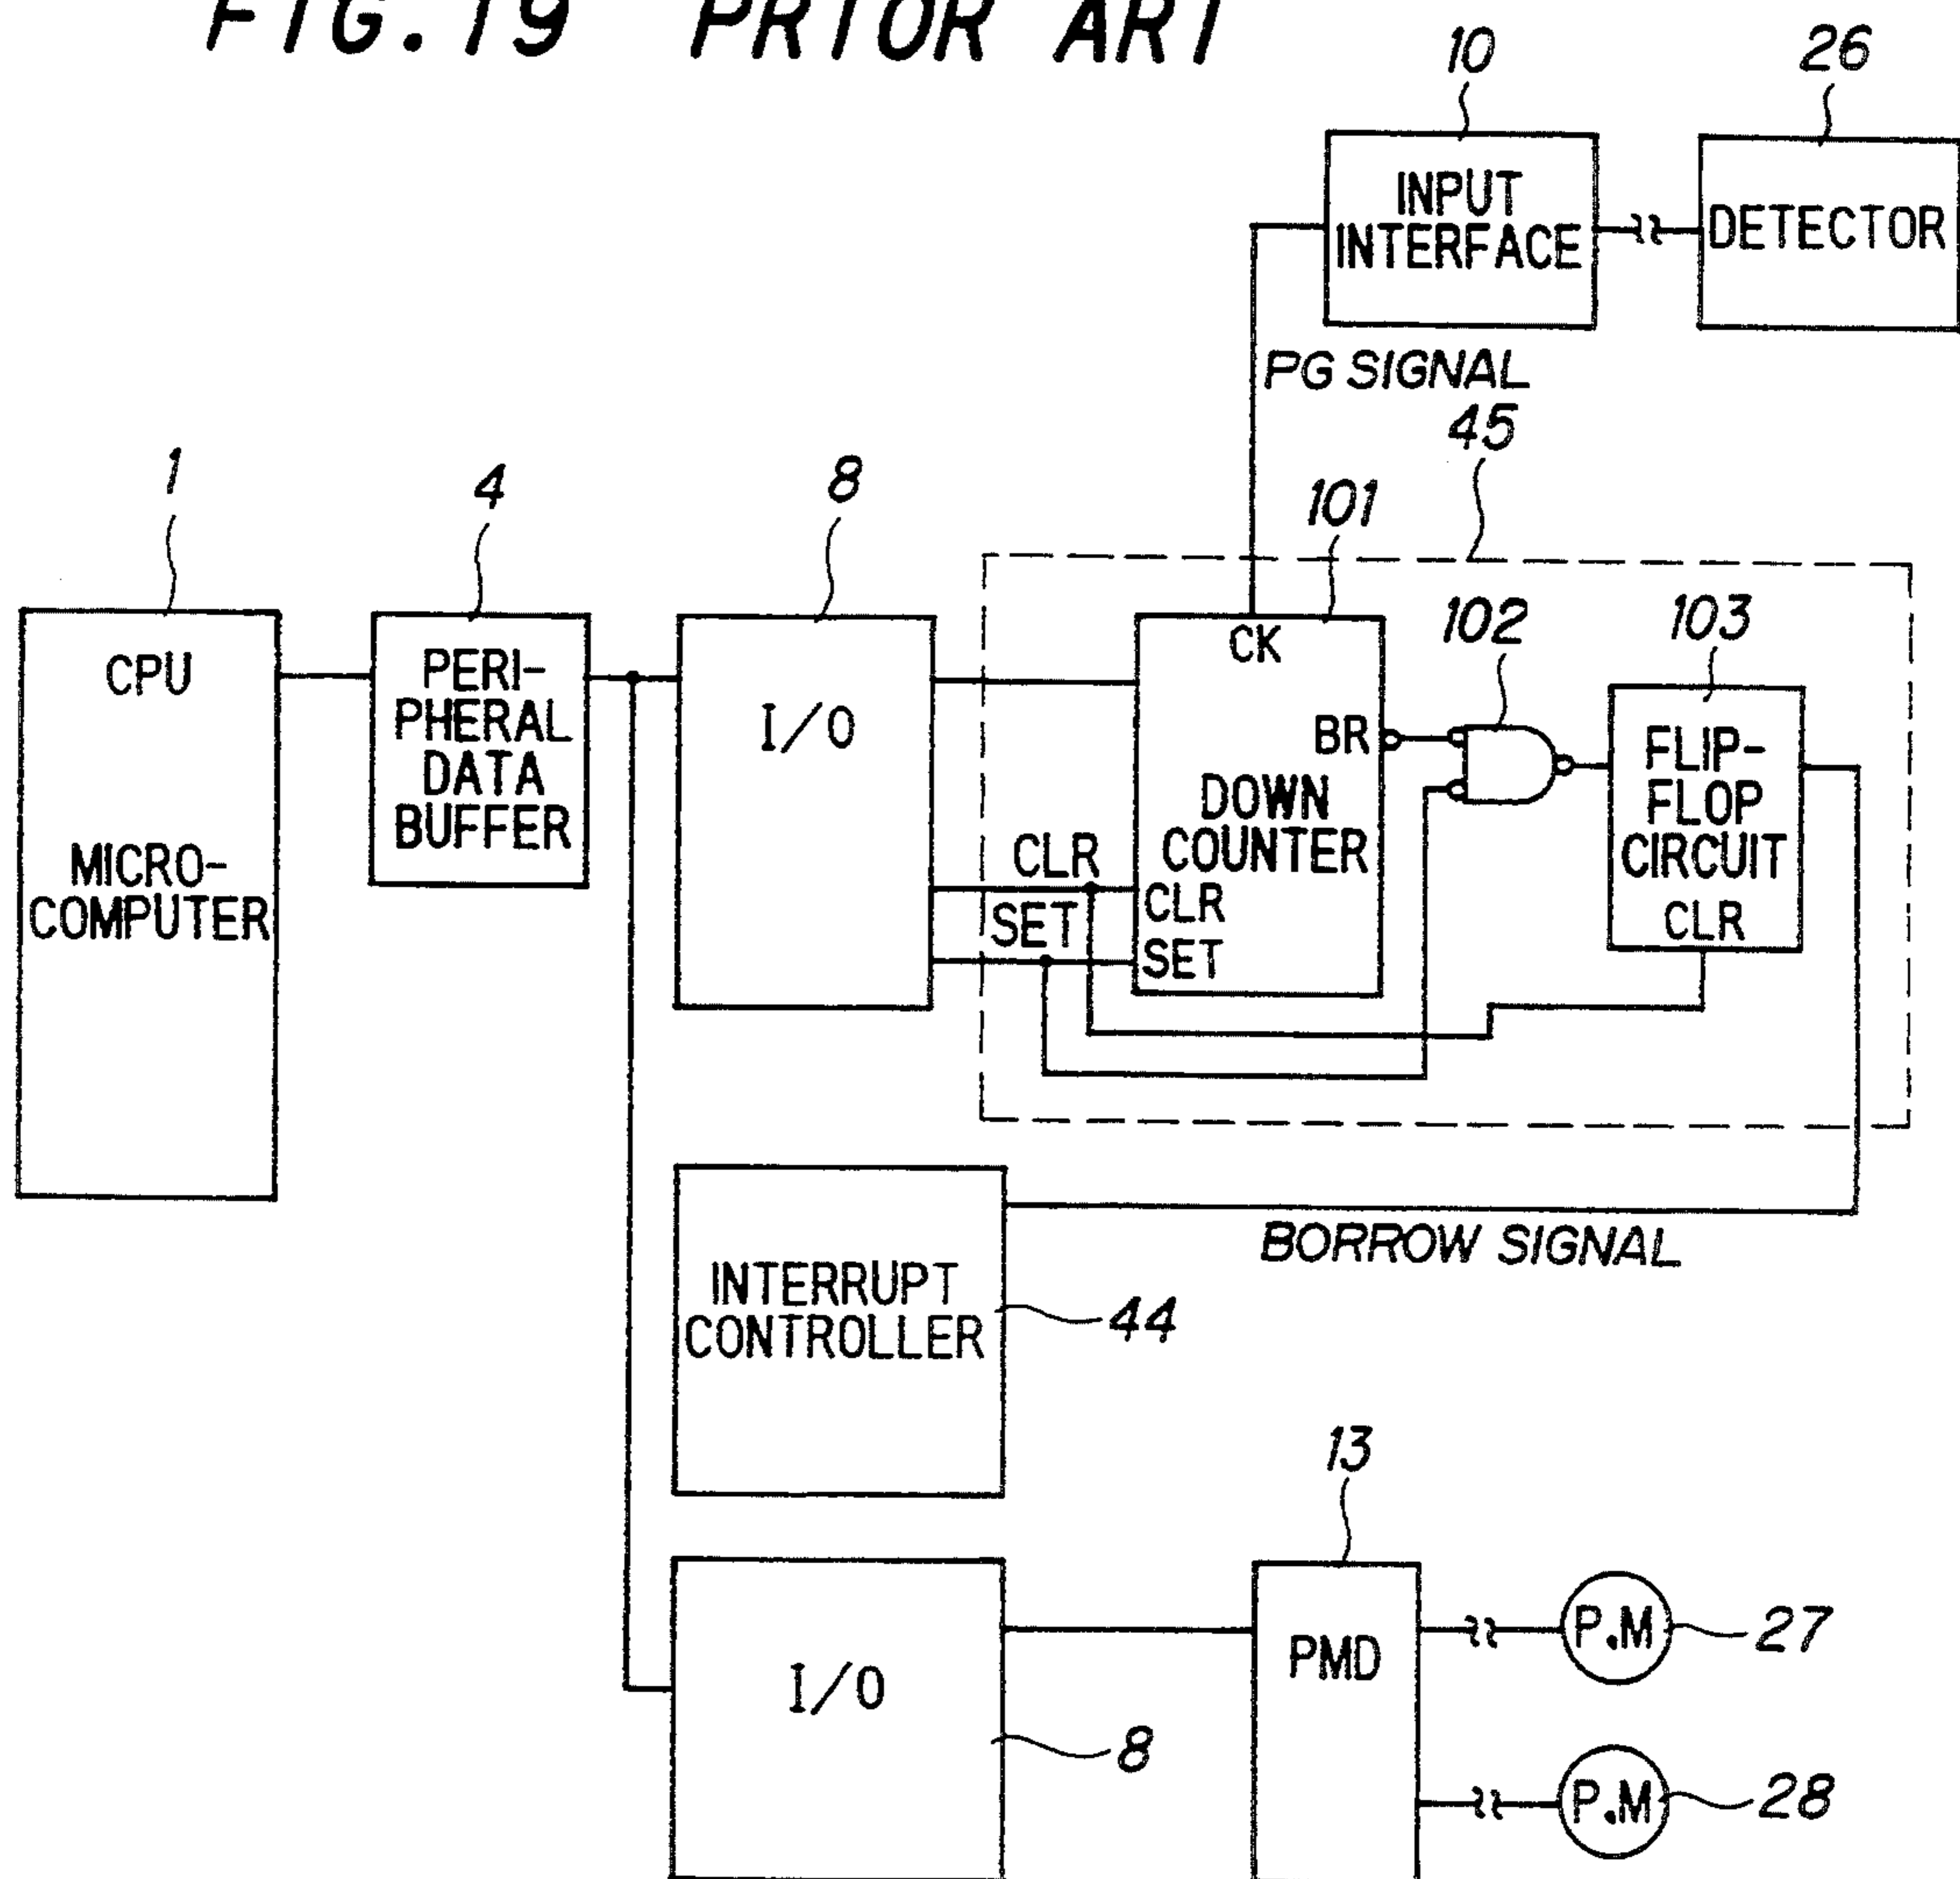 FIG.19 PRIOR ART
10
26
INPUT
INTERFACE
DETECTOR
PG SIGNAL
45
1
4
8
101
102
103
CPU
MICRO-
COMPUTER
PERI-
PHERAL
DATA
BUFFER
I/O
CK
BR
DOWN
COUNTER
CLR
CLR
SET
SET
FLIP-
FLOP
CIRCUIT
CLR
BORROW SIGNAL
INTERRUPT
CONTROLLER
44
13
I/O
8
PMD
P.M
27
P.M
28